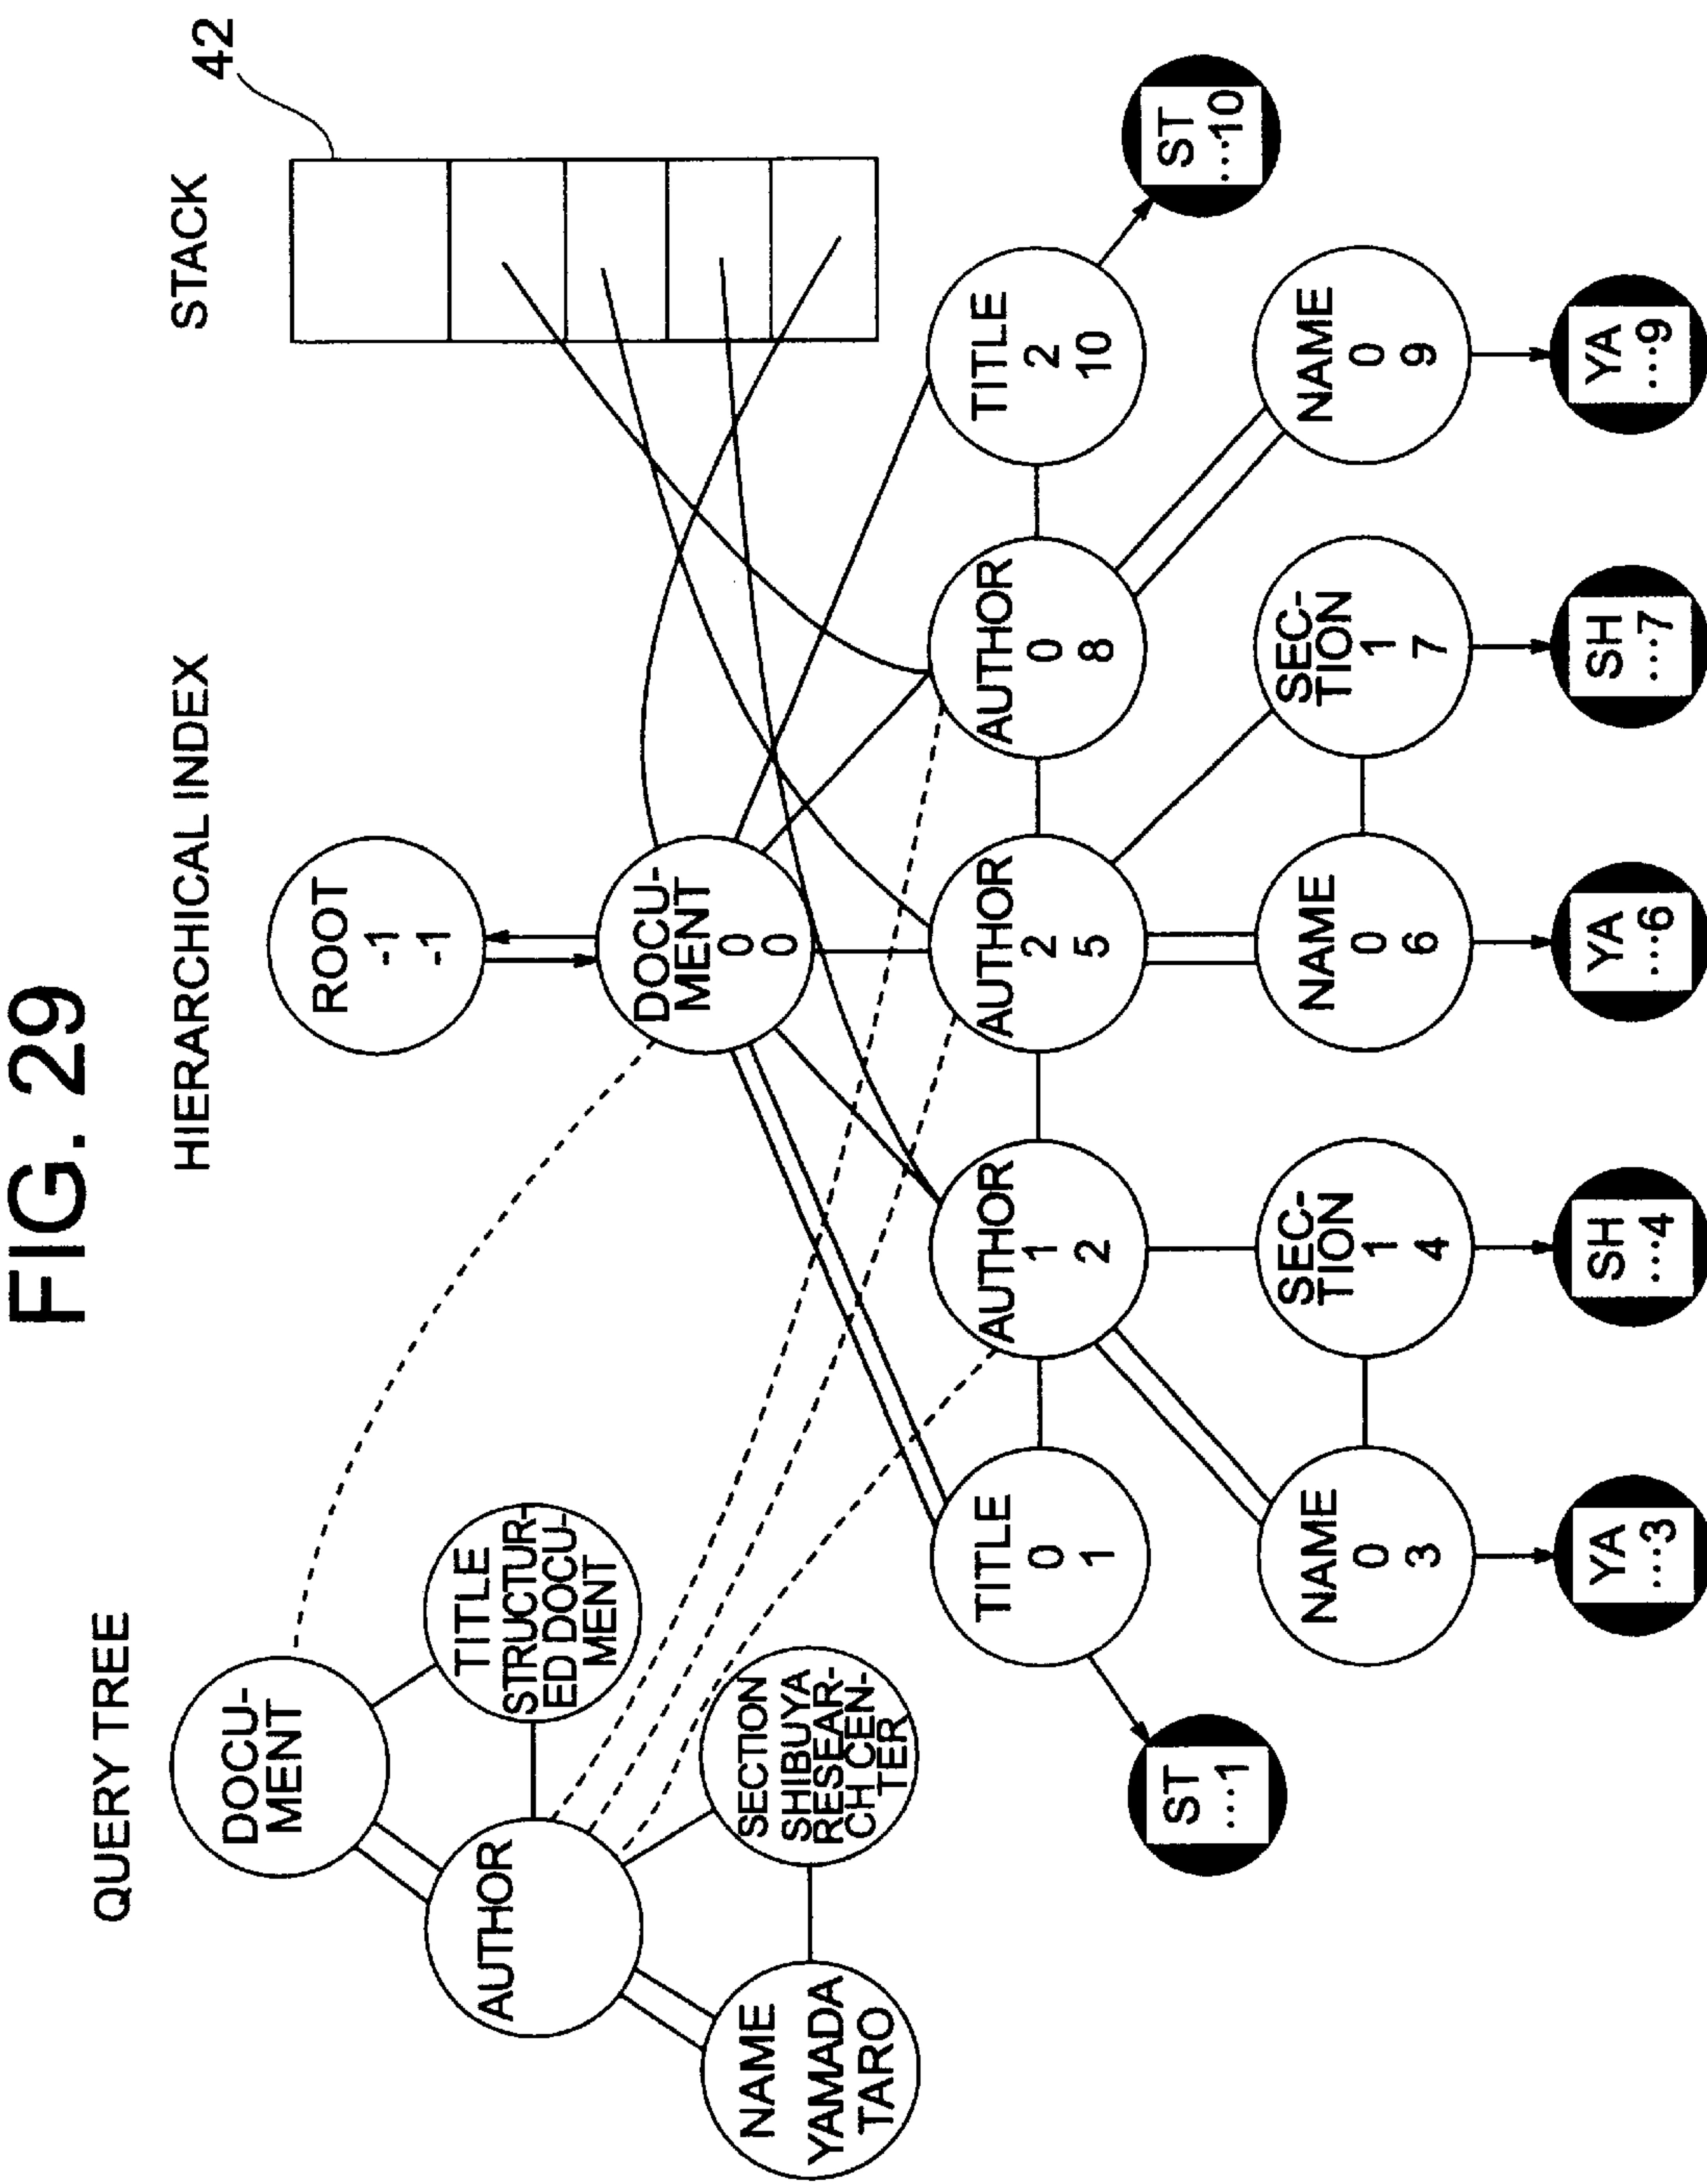 FIG. 29
QUERY TREE
HIERARCHICAL INDEX
STACK
42
DOCU-
MENT
AUTHOR
TITLE
STRUCTUR-
ED DOCU-
MENT
NAME
YAMADA
TARO
SECTION
SHIBUYA
RESEAR-
CH CEN-
TER
ROOT
-1
-1
DOCU-
MENT
0
0
TITLE
0
1
AUTHOR
1
2
AUTHOR
2
5
AUTHOR
0
8
TITLE
2
10
ST
...1
ST
...10
NAME
0
3
SEC-
TION
1
4
NAME
0
6
SEC-
TION
1
7
NAME
0
9
YA
...3
SH
...4
YA
...6
SH
...7
YA
...9